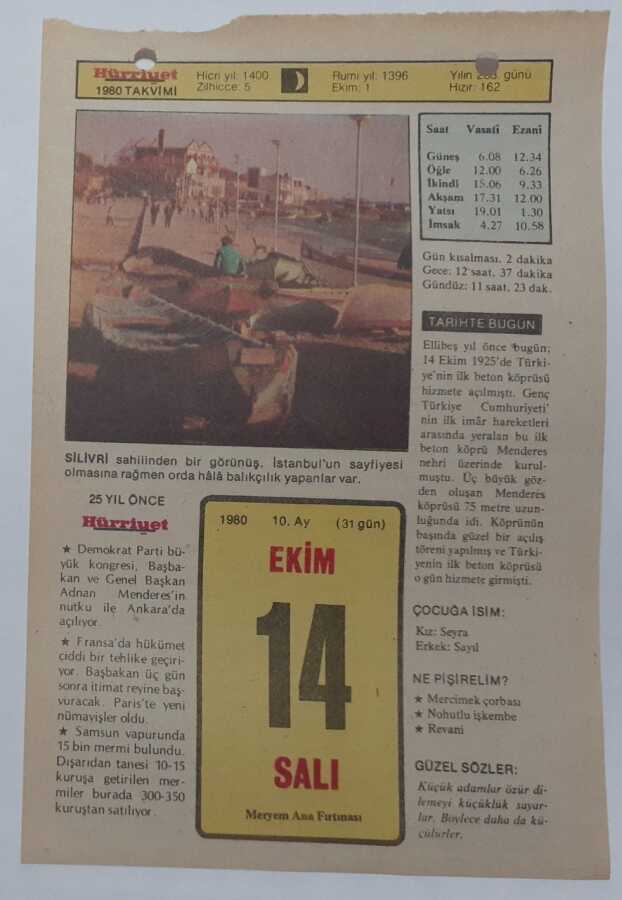 Hürriyet
1980 TAKVİMİ
Hicri yıl: 1400
Zilhicce: 5
Rumi yıl: 1396
Ekim: 1
Yılın günü
Hızır: 162
Saat Vasati Ezani
Güneş 6.08 12.34
Öğle 12.00 6.26
İkindi 15.06 9.33
Akşam 17.31 12.00
Yatsı 19.01 1.30
İmsak 4.27 10.58
Gün kısalması, 2 dakika
Gece: 12 saat, 37 dakika
Gündüz: 11 saat, 23 dak.
SİLİVRİ sahilinden bir görünüş. İstanbul'un sayfiyesi
olmasına rağmen orda hâlâ balıkçılık yapanlar var.
TARİHTE BUGÜN
Ellibeş yıl önce bugün;
14 Ekim 1925'de Türki-
ye'nin ilk beton köprüsü
hizmete açılmıştı. Genç
Türkiye Cumhuriyeti'
nin ilk imâr hareketleri
arasında yeralan bu ilk
beton köprü Menderes
nehri üzerinde kurul-
muştu. Üç büyük göz-
den oluşan Menderes
köprüsü 75 metre uzun-
luğunda idi. Köprünün
başında güzel bir açılış
töreni yapılmış ve Türki-
yenin ilk beton köprüsü
o gün hizmete girmişti.
25 YIL ÖNCE
Hürriyet
★ Demokrat Parti bü-
yük kongresi, Başba-
kan ve Genel Başkan
Adnan Menderes'in
nutku ile Ankara'da
açılıyor.
★ Fransa'da hükümet
ciddi bir tehlike geçiri-
yor. Başbakan üç gün
sonra itimat reyine baş-
vuracak. Paris'te yeni
nümayişler oldu.
★ Samsun vapurunda
15 bin mermi bulundu.
Dışarıdan tanesi 10-15
kuruşa getirilen mer-
miler burada 300-350
kuruştan satılıyor.
1980 10. Ay (31 gün)
EKİM
14
SALI
Meryem Ana Fırtınası
ÇOCUĞA İSİM:
Kız: Seyra
Erkek: Sayıl
NE PİŞİRELİM?
★ Mercimek çorbası
★ Nohutlu işkembe
★ Revani
GÜZEL SÖZLER:
Küçük adamlar özür di-
lemeyi küçüklük sayar-
lar. Boylece daha da kü-
çülürler.